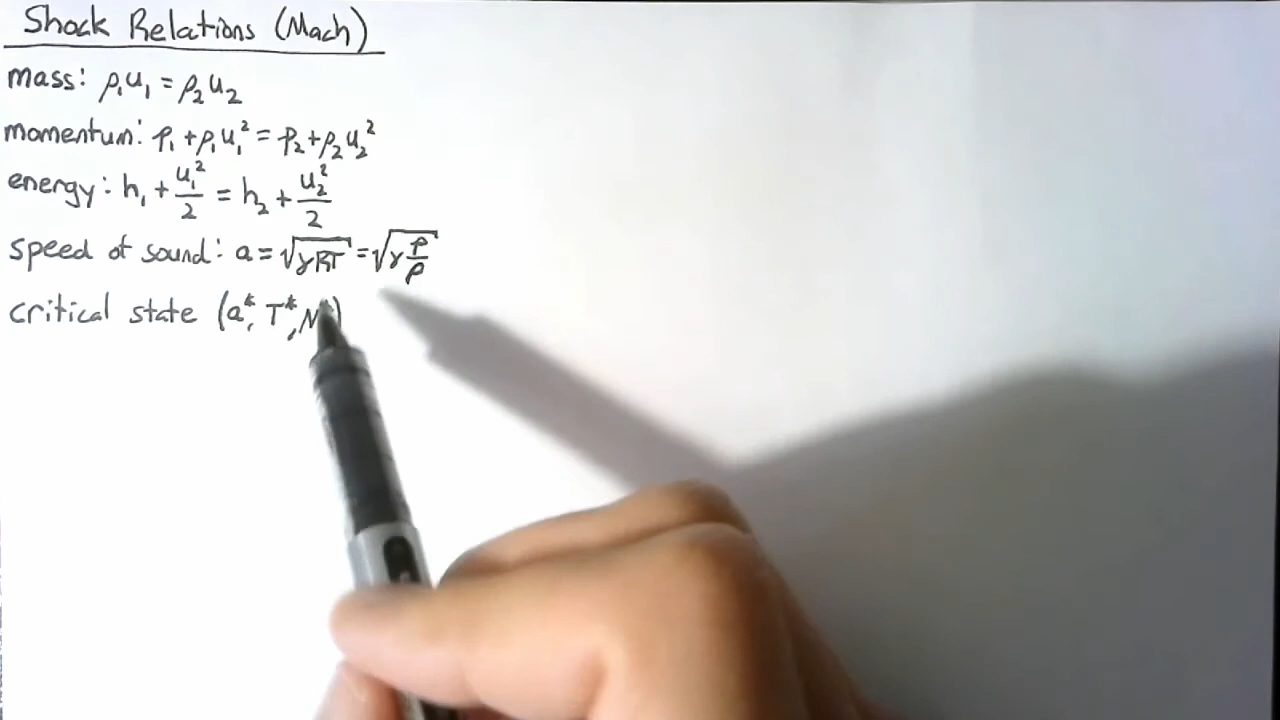 Shock Relations (Mach)
mass: ρ₁u₁ = ρ₂u₂
momentum: p₁ + ρ₁u₁² = p₂ + ρ₂u₂²
energy: h₁ + u₁²/2 = h₂ + u₂²/2
speed of sound: a = √(γRT) = √(γ p/ρ)
critical state (a*, T*, M*)